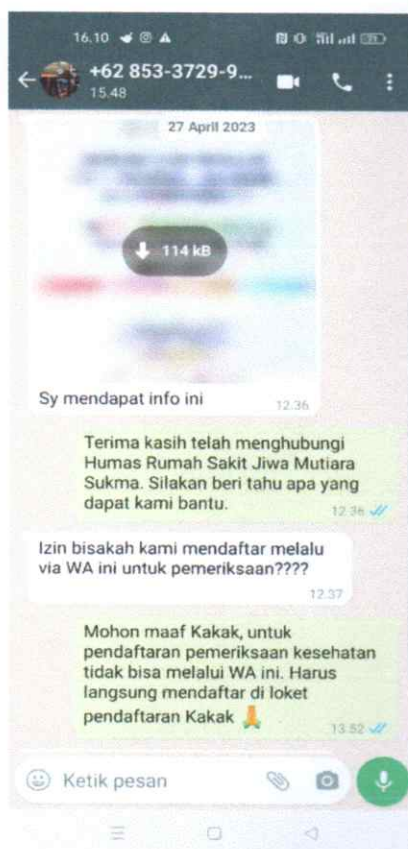 16.10
+62 853-3729-9...
15.48
27 April 2023
114 kB
Sy mendapat info ini
12.36
Terima kasih telah menghubungi
Humas Rumah Sakit Jiwa Mutiara
Sukma. Silakan beri tahu apa yang
dapat kami bantu.
12.36
Izin bisakah kami mendaftar melalu
via WA ini untuk pemeriksaan????
12.37
Mohon maaf Kakak, untuk
pendaftaran pemeriksaan kesehatan
tidak bisa melalui WA ini. Harus
langsung mendaftar di loket
pendaftaran Kakak 🙏
13.52
Ketik pesan